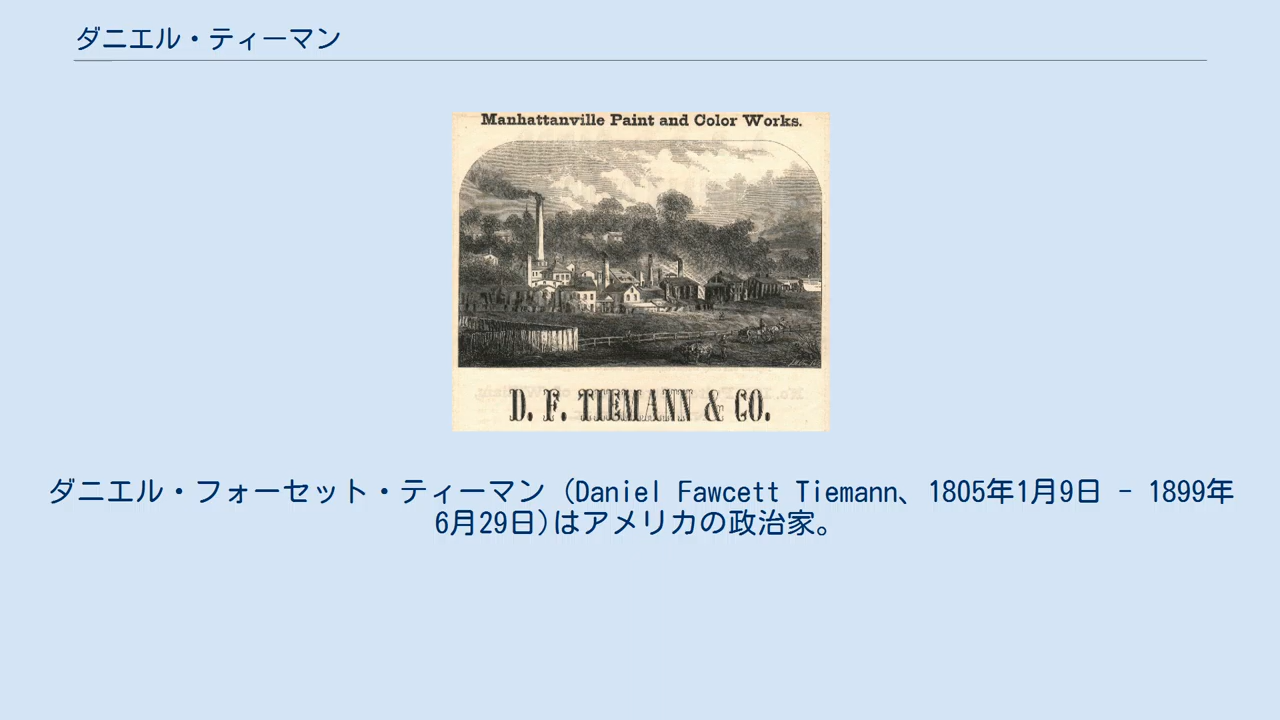 ダニエル・ティーマン
Manhattanville Paint and Color Works.
D. F. TIEMANN & CO.
ダニエル・フォーセット・ティーマン (Daniel Fawcett Tiemann、1805年1月9日 - 1899年
6月29日)はアメリカの政治家。